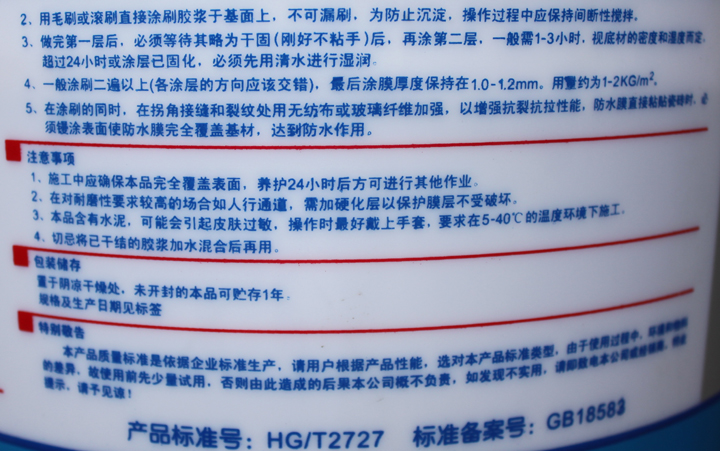 2、用毛刷或滚刷直接涂刷胶浆于基面上，不可漏刷，为防止沉淀，操作过程中应保持间断性搅拌.
3、做完第一层后，必须等待其略为干固(刚好不粘手)后，再涂第二层，一般需1-3小时，视底材的密度和温度而定.
超过24小时或涂层已固化，必须先用清水进行湿润。
4、一般涂刷二遍以上(各涂层的方向应该交错)，最后涂膜厚度保持在1.0-1.2mm。用量约为1-2KG/m².
5、在涂刷的同时，在拐角接缝和裂纹处用无纺布或玻璃纤维加强，以增强抗裂抗拉性能，防水膜直接粘贴瓷砖时，必
须镘涂表面使防水膜完全覆盖基材，达到防水作用。
注意事项
1、施工中应确保本品完全覆盖表面，养护24小时后方可进行其他作业。
2、在对耐磨性要求较高的场合如人行通道，需加硬化层以保护膜层不受破坏。
3、本品含有水泥，可能会引起皮肤过敏，操作时最好戴上手套，要求在5-40℃的温度环境下施工.
4、切忌将已干结的胶浆加水混合后再用。
包装储存
置于阴凉干燥处，未开封的本品可贮存1年。
规格及生产日期见标签
特别敬告
本产品质量标准是依据企业标准生产，请用户根据产品性能，选对本产品标准类型，由于使用过程中，环境和物料
的差异，故使用前先少量试用，否则由此造成的后果本公司概不负责，如发现不实用，请即致电本公司或经销商，特此
提示，请予见谅！
产品标准号：HG/T2727 标准备案号：GB18583